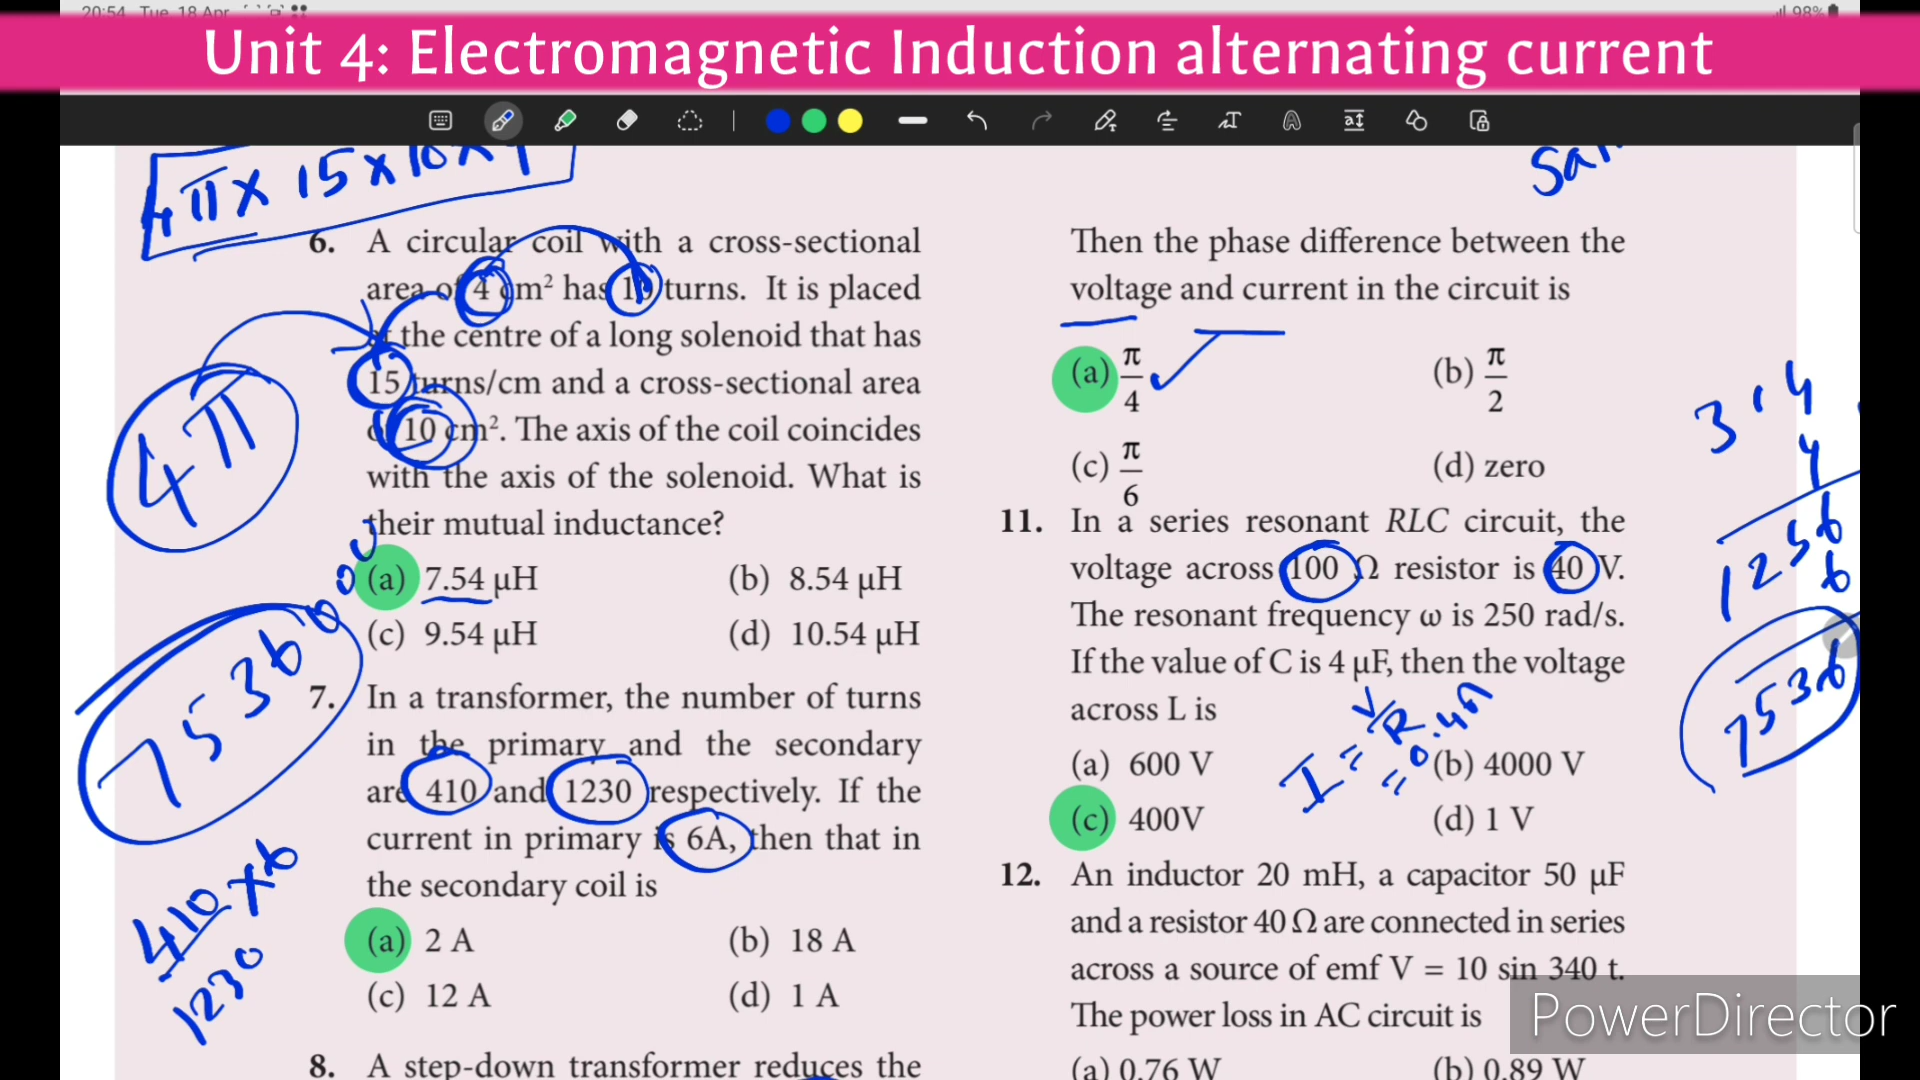 20:54 Tue, 18 Apr
98%
Unit 4: Electromagnetic Induction alternating current
4π x 15 x 10 x 4
6. A circular coil with a cross-sectional
area of 4 cm² has 10 turns. It is placed
at the centre of a long solenoid that has
15 turns/cm and a cross-sectional area
of 10 cm². The axis of the coil coincides
with the axis of the solenoid. What is
their mutual inductance?
(a) 7.54 μH (b) 8.54 μH
(c) 9.54 μH (d) 10.54 μH
4π
7536000
7. In a transformer, the number of turns
in the primary and the secondary
are 410 and 1230 respectively. If the
current in primary is 6A, then that in
the secondary coil is
(a) 2 A (b) 18 A
(c) 12 A (d) 1 A
410 x 6
1230
8. A step-down transformer reduces the
Then the phase difference between the
voltage and current in the circuit is
(a) π/4 (b) π/2
(c) π/6 (d) zero
11. In a series resonant RLC circuit, the
voltage across 100 Ω resistor is 40 V.
The resonant frequency ω is 250 rad/s.
If the value of C is 4 μF, then the voltage
across L is
(a) 600 V (b) 4000 V
(c) 400V (d) 1 V
I = V/R
= 0.4A
12. An inductor 20 mH, a capacitor 50 μF
and a resistor 40 Ω are connected in series
across a source of emf V = 10 sin 340 t.
The power loss in AC circuit is
(a) 0.76 W (b) 0.89 W
3.14
4
1256
6
7536
PowerDirector